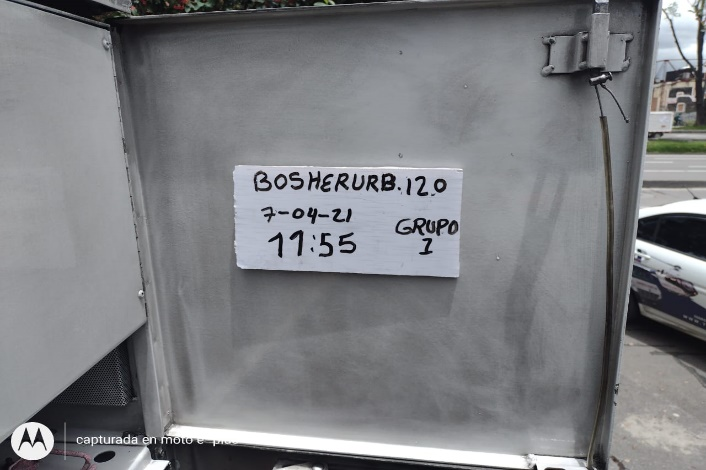 BOSHERURB.120
7-04-21
GRUPO
11:55
I
capturada en moto e